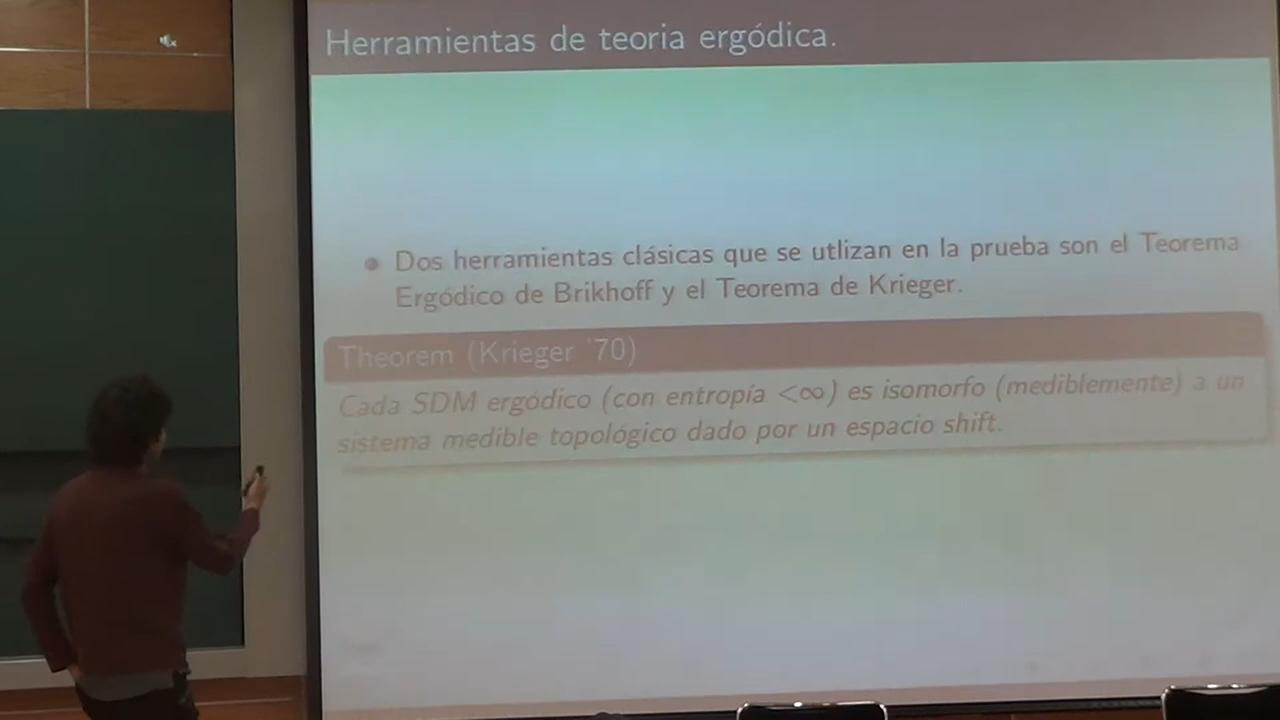 Herramientas de teoria ergódica.
Dos herramientas clásicas que se utlizan en la prueba son el Teorema
Ergódico de Brikhoff y el Teorema de Krieger.
Theorem (Krieger '70)
Cada SDM ergódico (con entropía <∞) es isomorfo (mediblemente) a un
sistema medible topológico dado por un espacio shift.